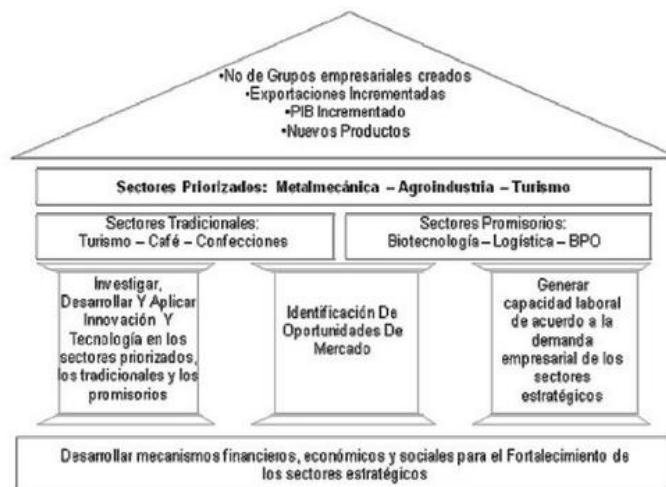 •No de Grupos empresariales creados
•Exportaciones Incrementadas
•PIB Incrementado
•Nuevos Productos
Sectores Priorizados: Metalmecánica – Agroindustria – Turismo
Sectores Tradicionales:
Turismo – Café – Confecciones
Sectores Promisorios:
Biotecnología – Logística – BPO
Investigar,
Desarrollar Y Aplicar
Innovación Y
Tecnología en los
sectores priorizados,
los tradicionales y los
promisorios
Identificación De
Oportunidades De
Mercado
Generar
capacidad laboral
de acuerdo a la
demanda
empresarial de los
sectores
estratégicos
Desarrollar mecanismos financieros, económicos y sociales para el Fortalecimiento de
los sectores estratégicos